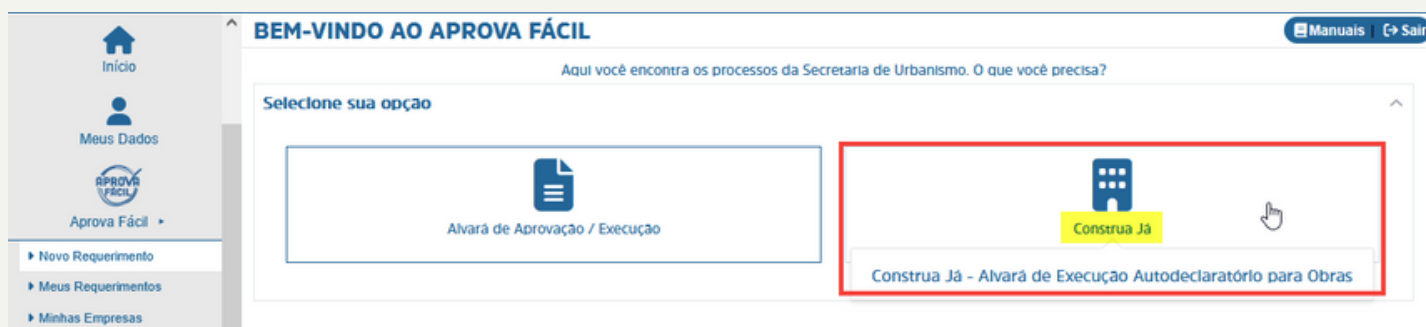 BEM-VINDO AO APROVA FÁCIL
Manuais
Sair
Início
Aqui você encontra os processos da Secretaria de Urbanismo. O que você precisa?
Meus Dados
Selecione sua opção
APROVA
FÁCIL
Aprova Fácil
Alvará de Aprovação / Execução
Construa Já
Construa Já - Alvará de Execução Autodeclaratório para Obras
Novo Requerimento
Meus Requerimentos
Minhas Empresas